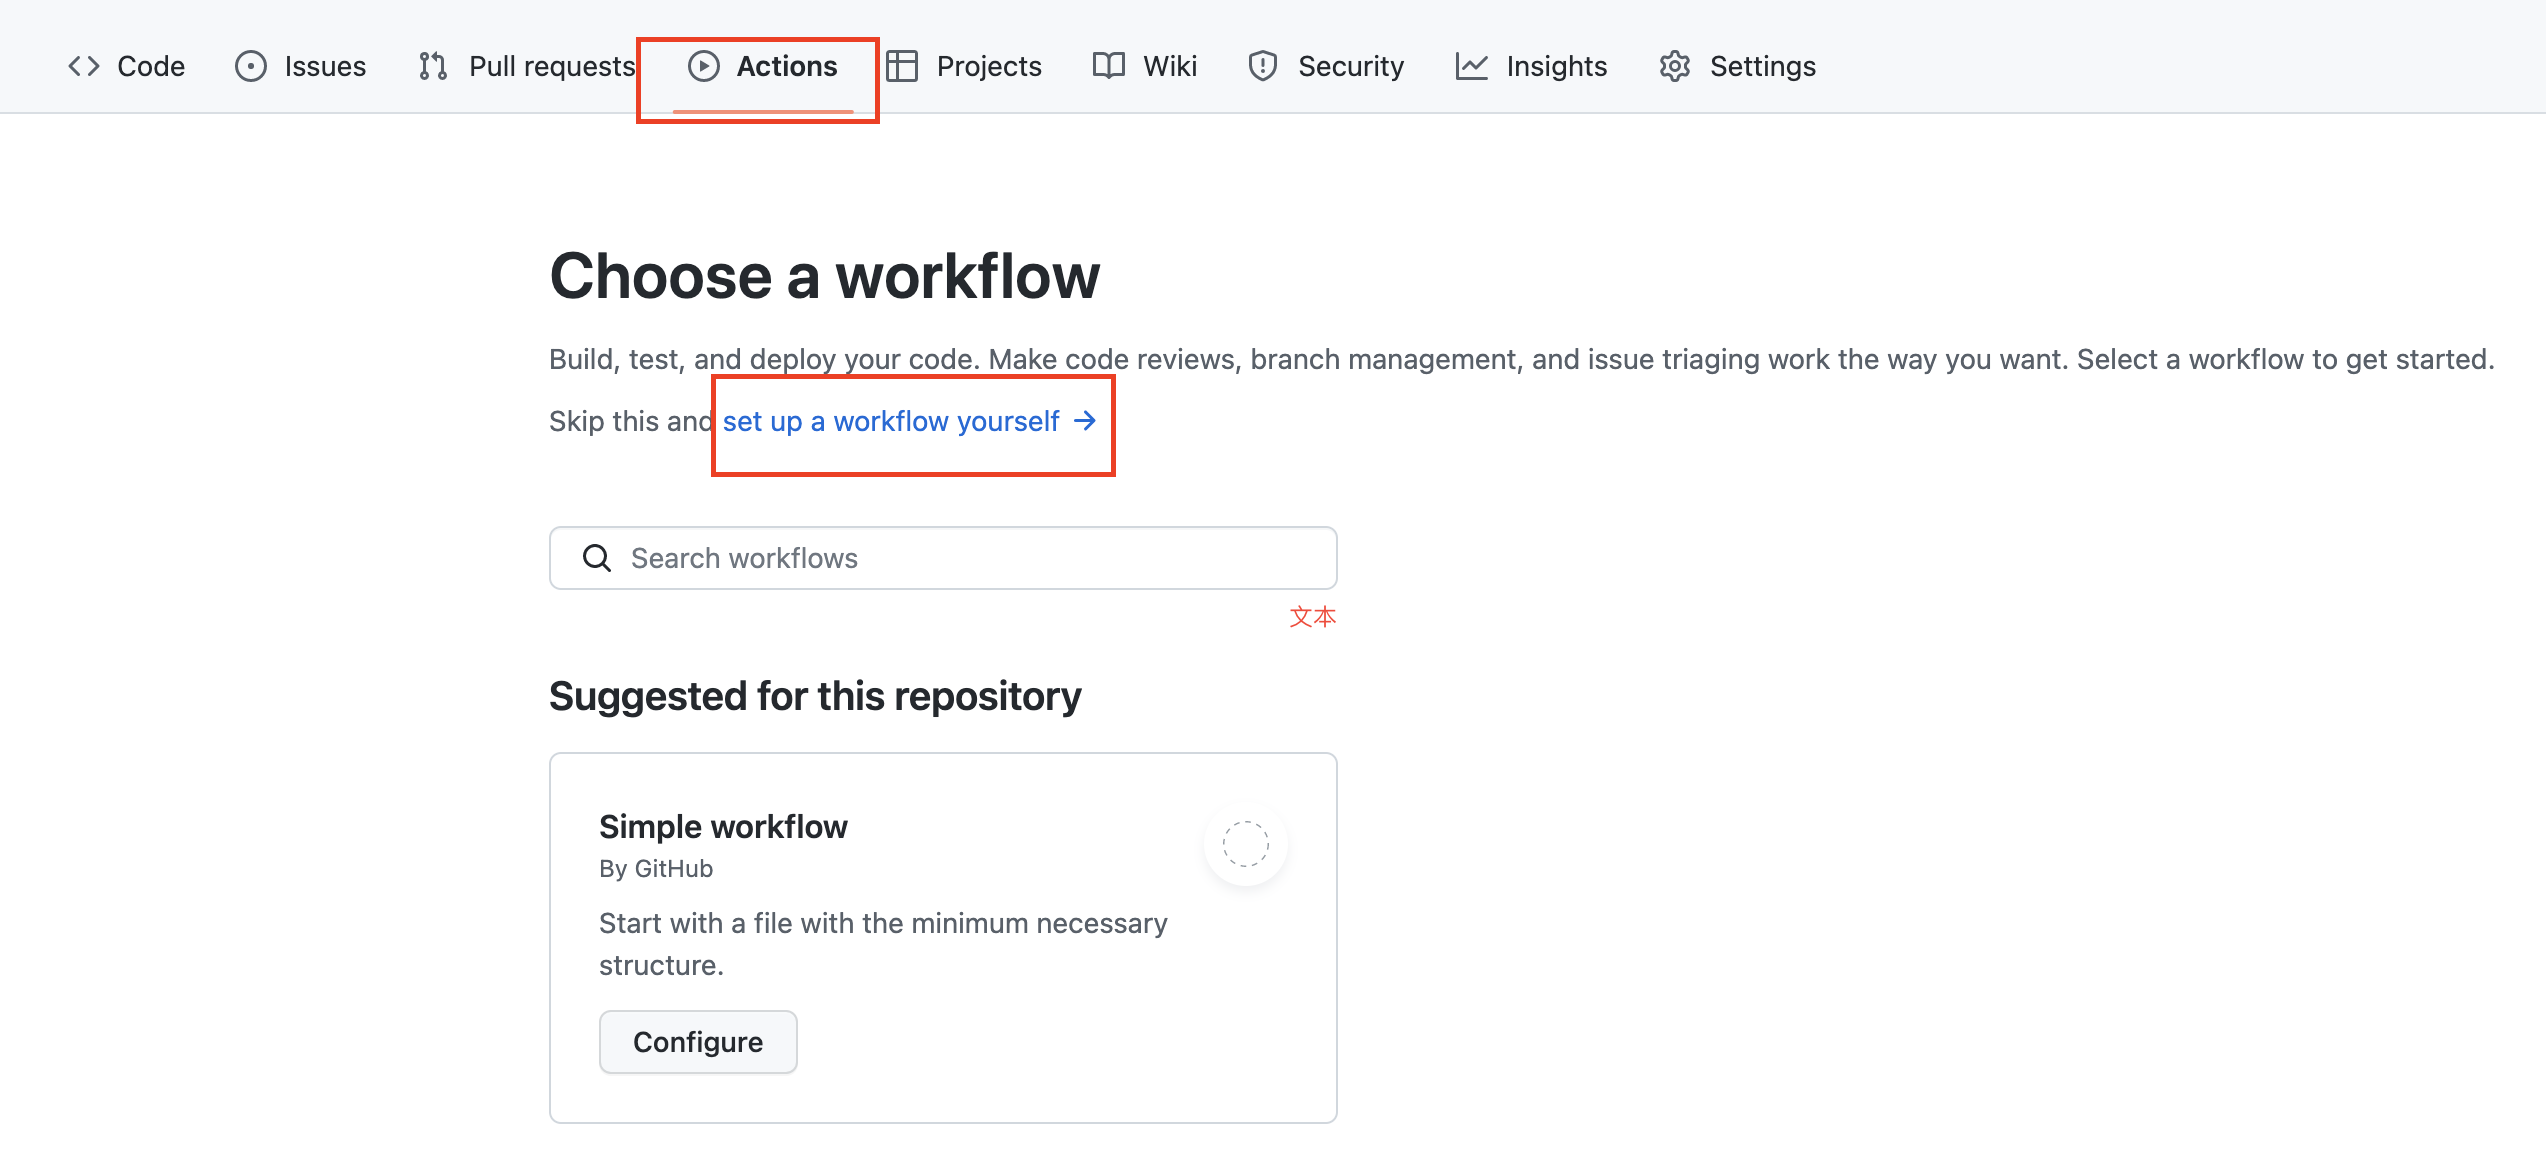 Code Issues Pull requests Actions Projects Wiki Security Insights Settings
Choose a workflow
Build, test, and deploy your code. Make code reviews, branch management, and issue triaging work the way you want. Select a workflow to get started.
Skip this and set up a workflow yourself →
Search workflows
文本
Suggested for this repository
Simple workflow
By GitHub
Start with a file with the minimum necessary
structure.
Configure